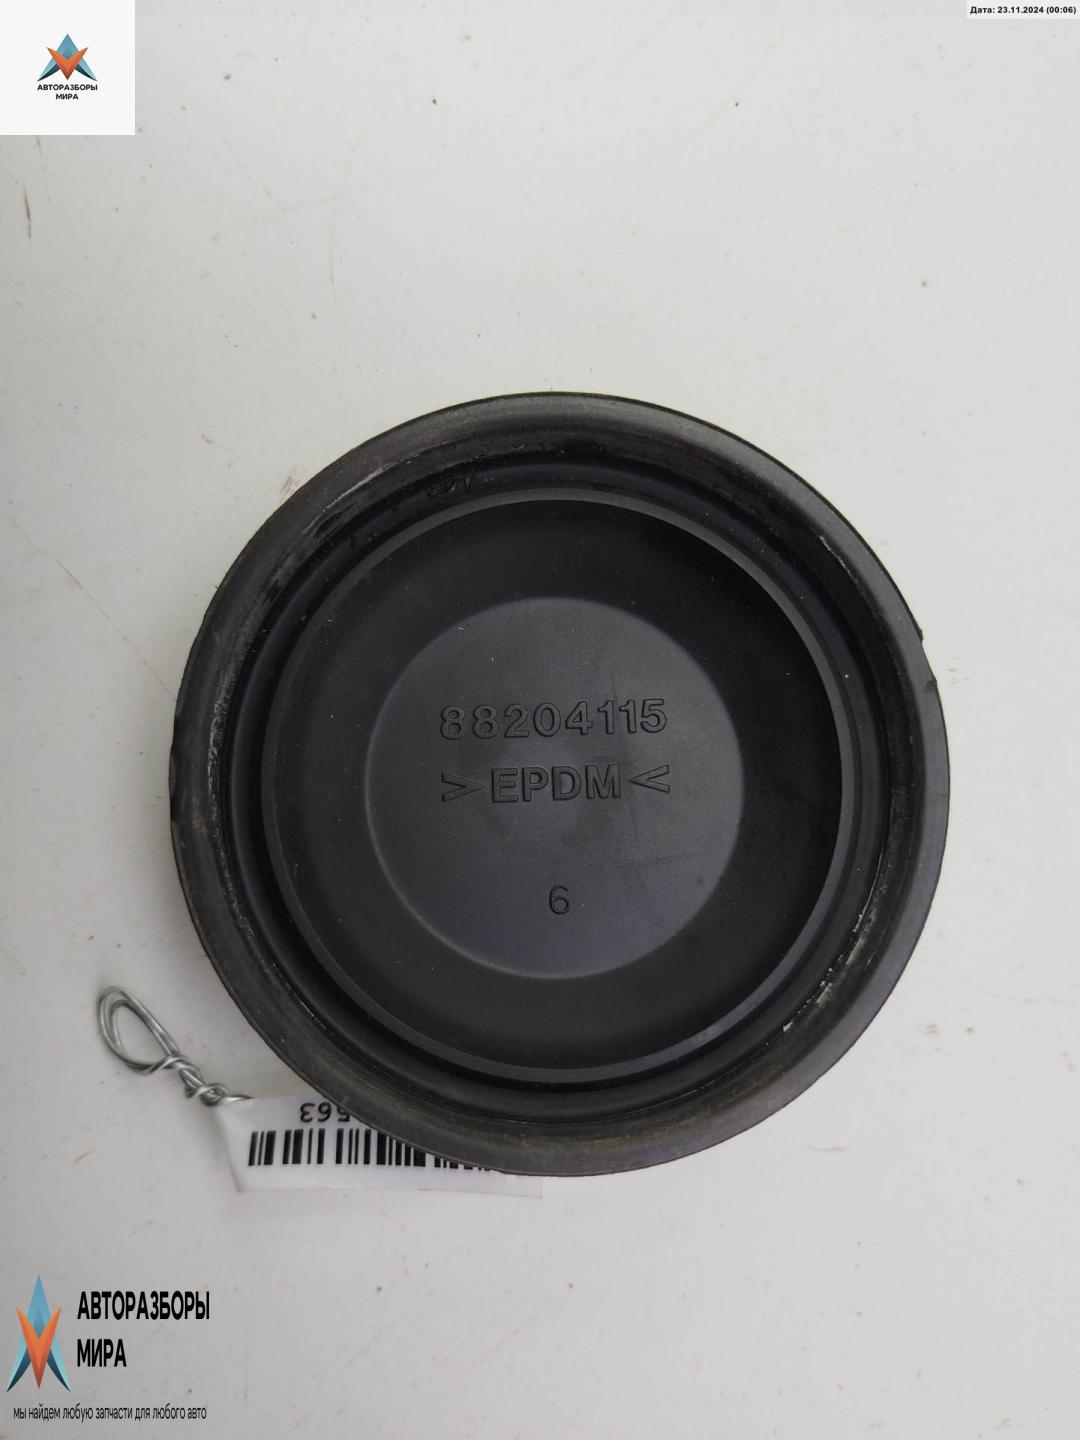 Дата: 23.11.2024 (00:06)
АВТОРАЗБОРЫ
МИРА
88204115
>EPDM<
6
563
АВТОРАЗБОРЫ
МИРА
мы найдем любую запчасти для любого авто